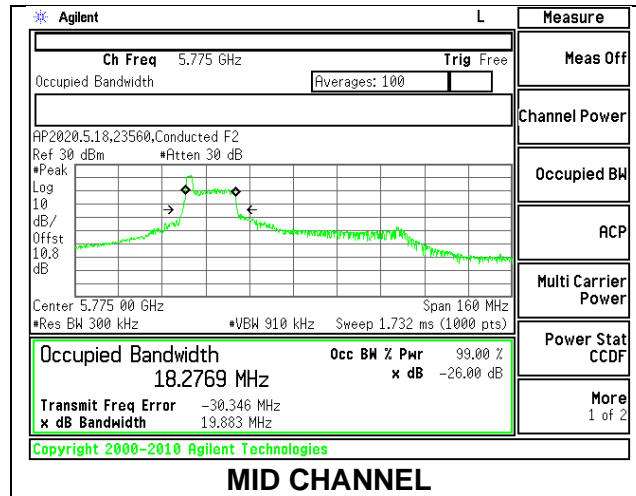 Agilent L
Measure
Ch Freq 5.775 GHz Trig Free
Occupied Bandwidth Averages: 100
AP2020.5.18,23560,Conducted F2
Ref 30 dBm #Atten 30 dB
#Peak
Log
10
dB/
Offst
10.8
dB
Center 5.775 00 GHz Span 160 MHz
#Res BW 300 kHz #VBW 910 kHz Sweep 1.732 ms (1000 pts)
Occupied Bandwidth Occ BW % Pwr 99.00 %
18.2769 MHz x dB -26.00 dB
Transmit Freq Error -30.346 MHz
x dB Bandwidth 19.883 MHz
Copyright 2000-2010 Agilent Technologies
Meas Off
Channel Power
Occupied BW
ACP
Multi Carrier
Power
Power Stat
CCDF
More
1 of 2
MID CHANNEL